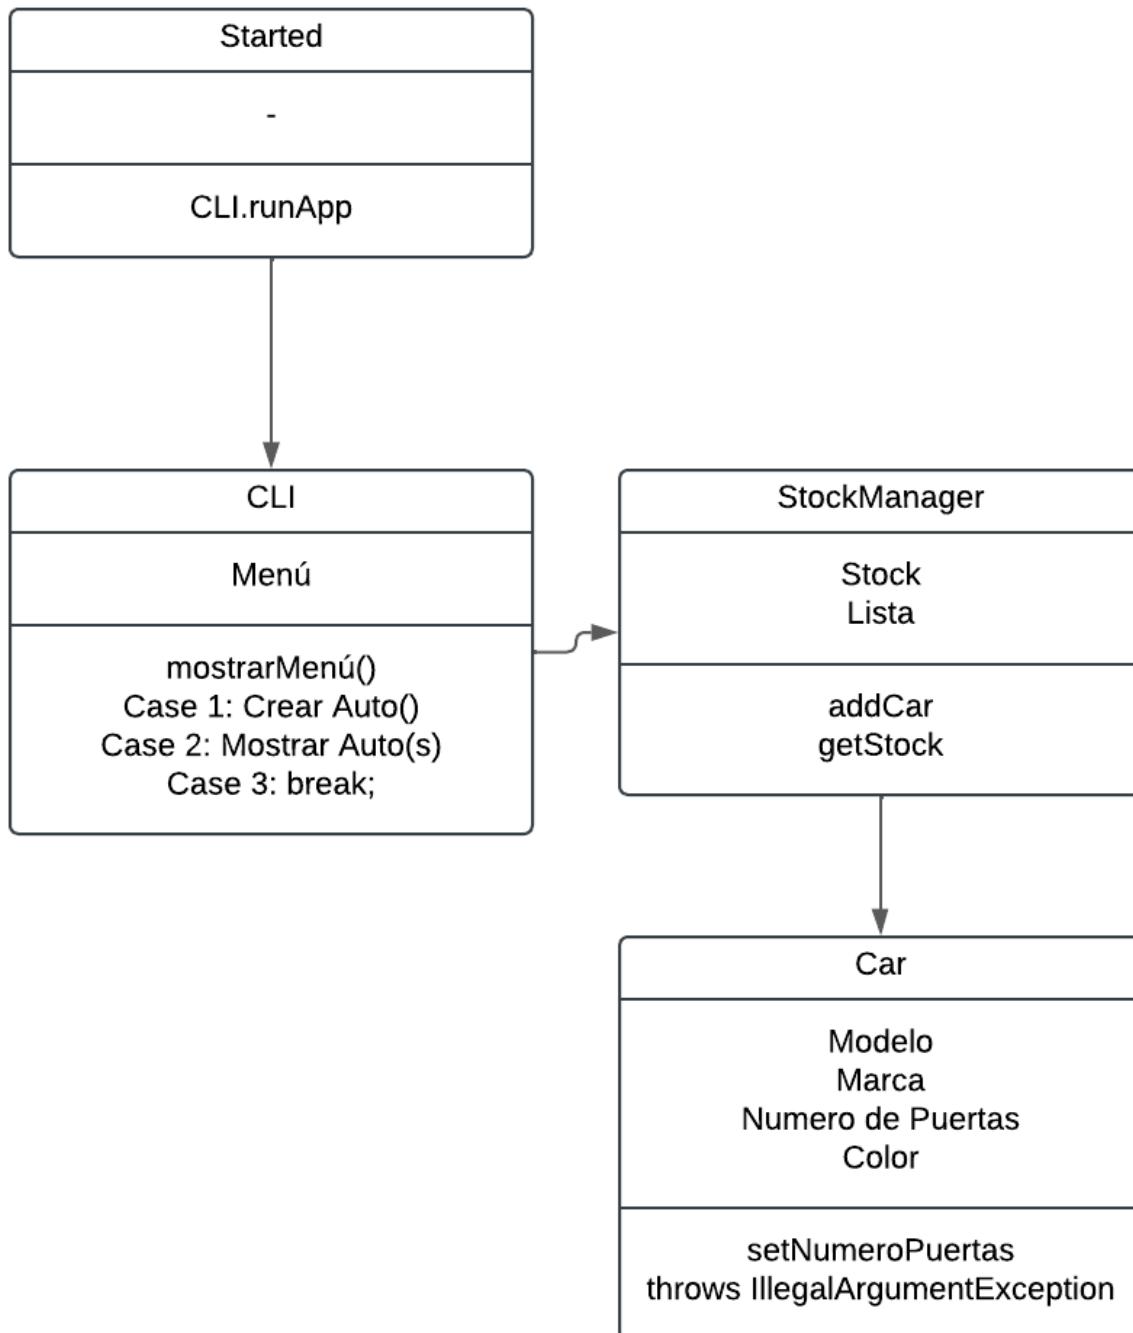 Started
-
CLI.runApp
CLI
Menú
mostrarMenú()
Case 1: Crear Auto()
Case 2: Mostrar Auto(s)
Case 3: break;
StockManager
Stock
Lista
addCar
getStock
Car
Modelo
Marca
Numero de Puertas
Color
setNumeroPuertas
throws IllegalArgumentException